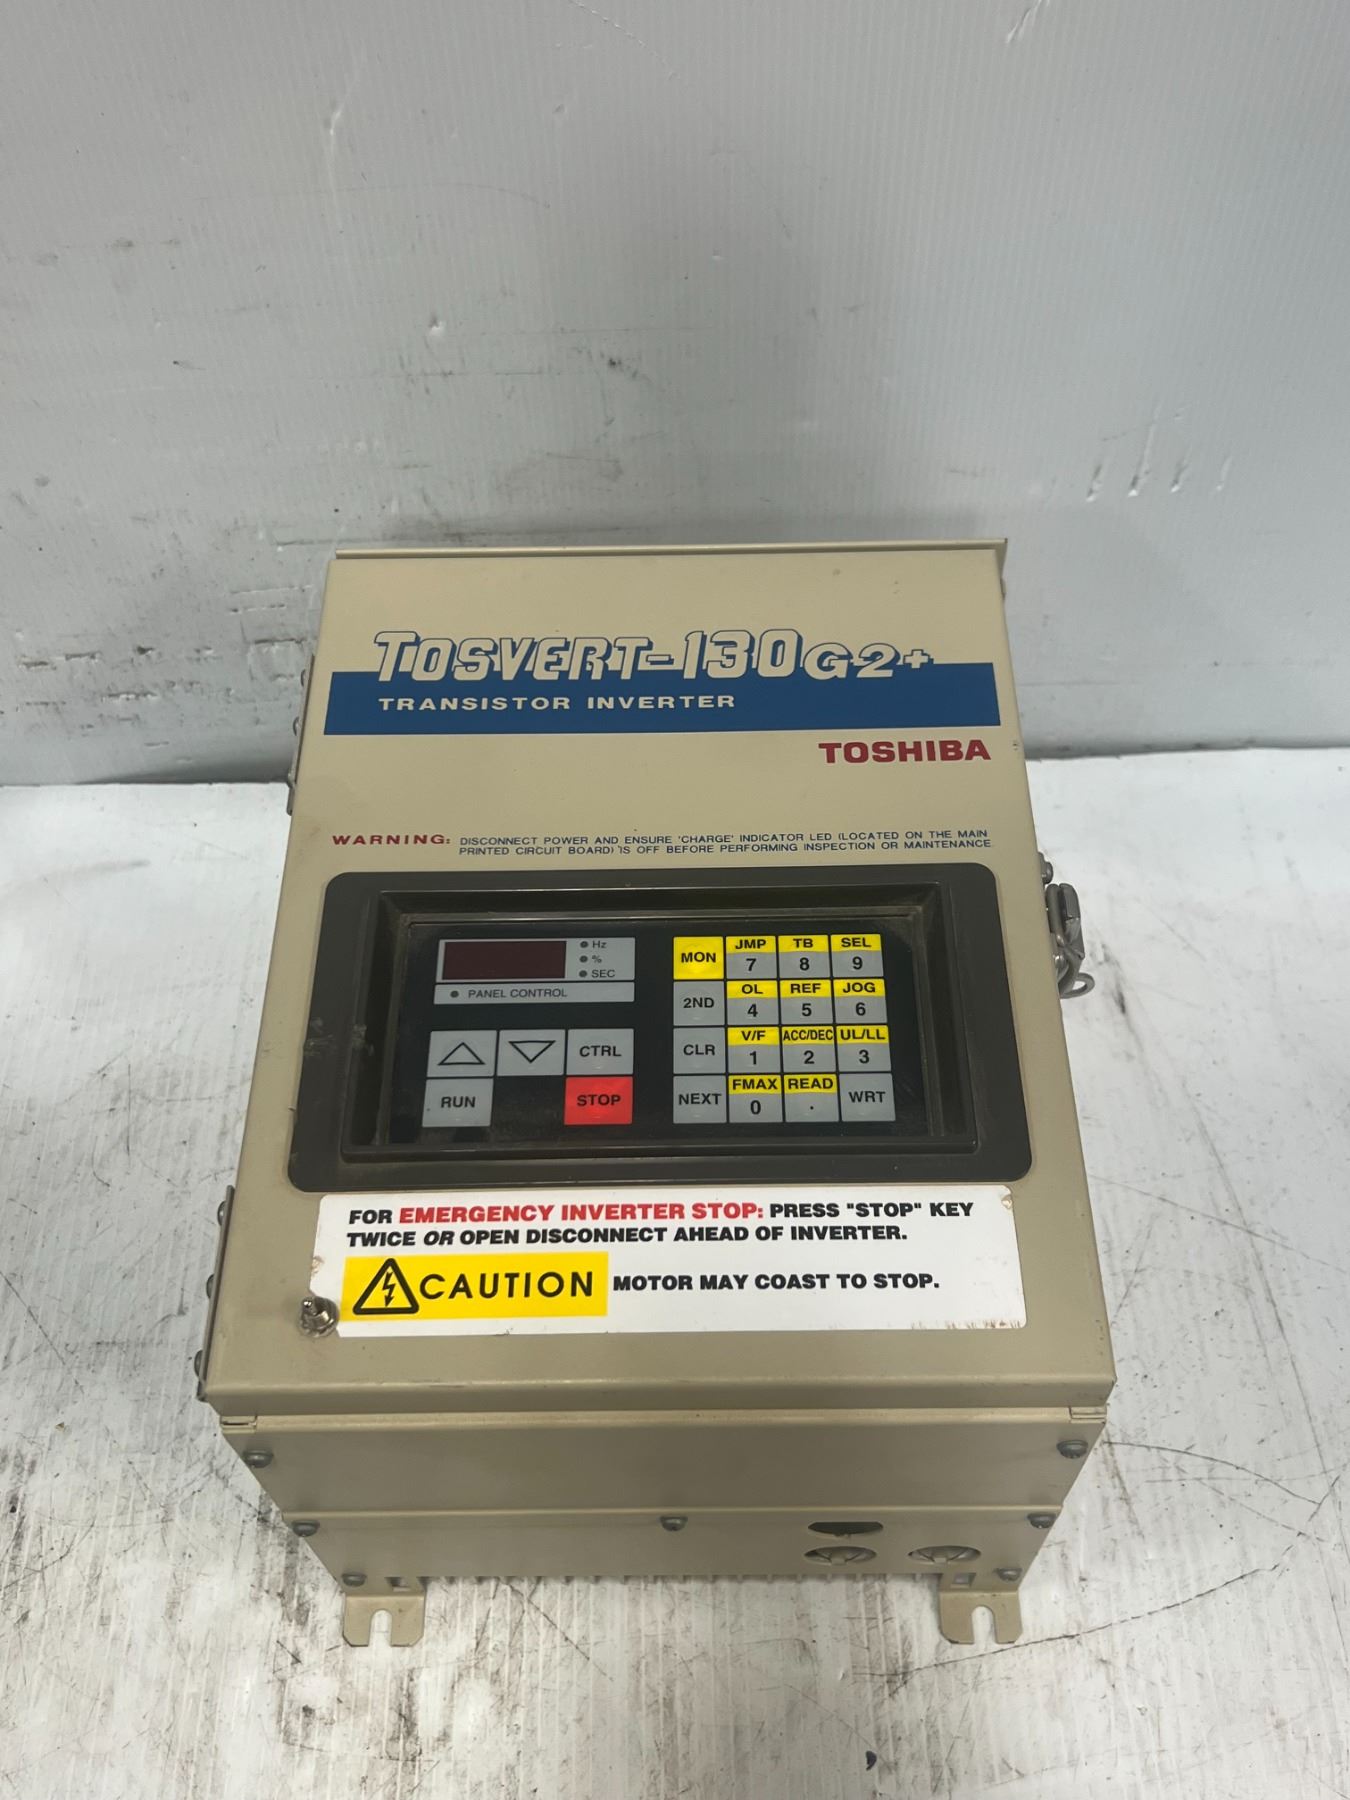 TOSVERT-130G2+
TRANSISTOR INVERTER
TOSHIBA
WARNING: DISCONNECT POWER AND ENSURE 'CHARGE' INDICATOR LED (LOCATED ON THE MAIN
PRINTED CIRCUIT BOARD) IS OFF BEFORE PERFORMING INSPECTION OR MAINTENANCE.
Hz
%
SEC
PANEL CONTROL
CTRL
RUN
STOP
MON
JMP
TB
SEL
7
8
9
2ND
OL
REF
JOG
4
5
6
CLR
V/F
ACC/DEC
UL/LL
1
2
3
NEXT
FMAX
READ
WRT
0
.
FOR EMERGENCY INVERTER STOP: PRESS "STOP" KEY
TWICE OR OPEN DISCONNECT AHEAD OF INVERTER.
CAUTION MOTOR MAY COAST TO STOP.